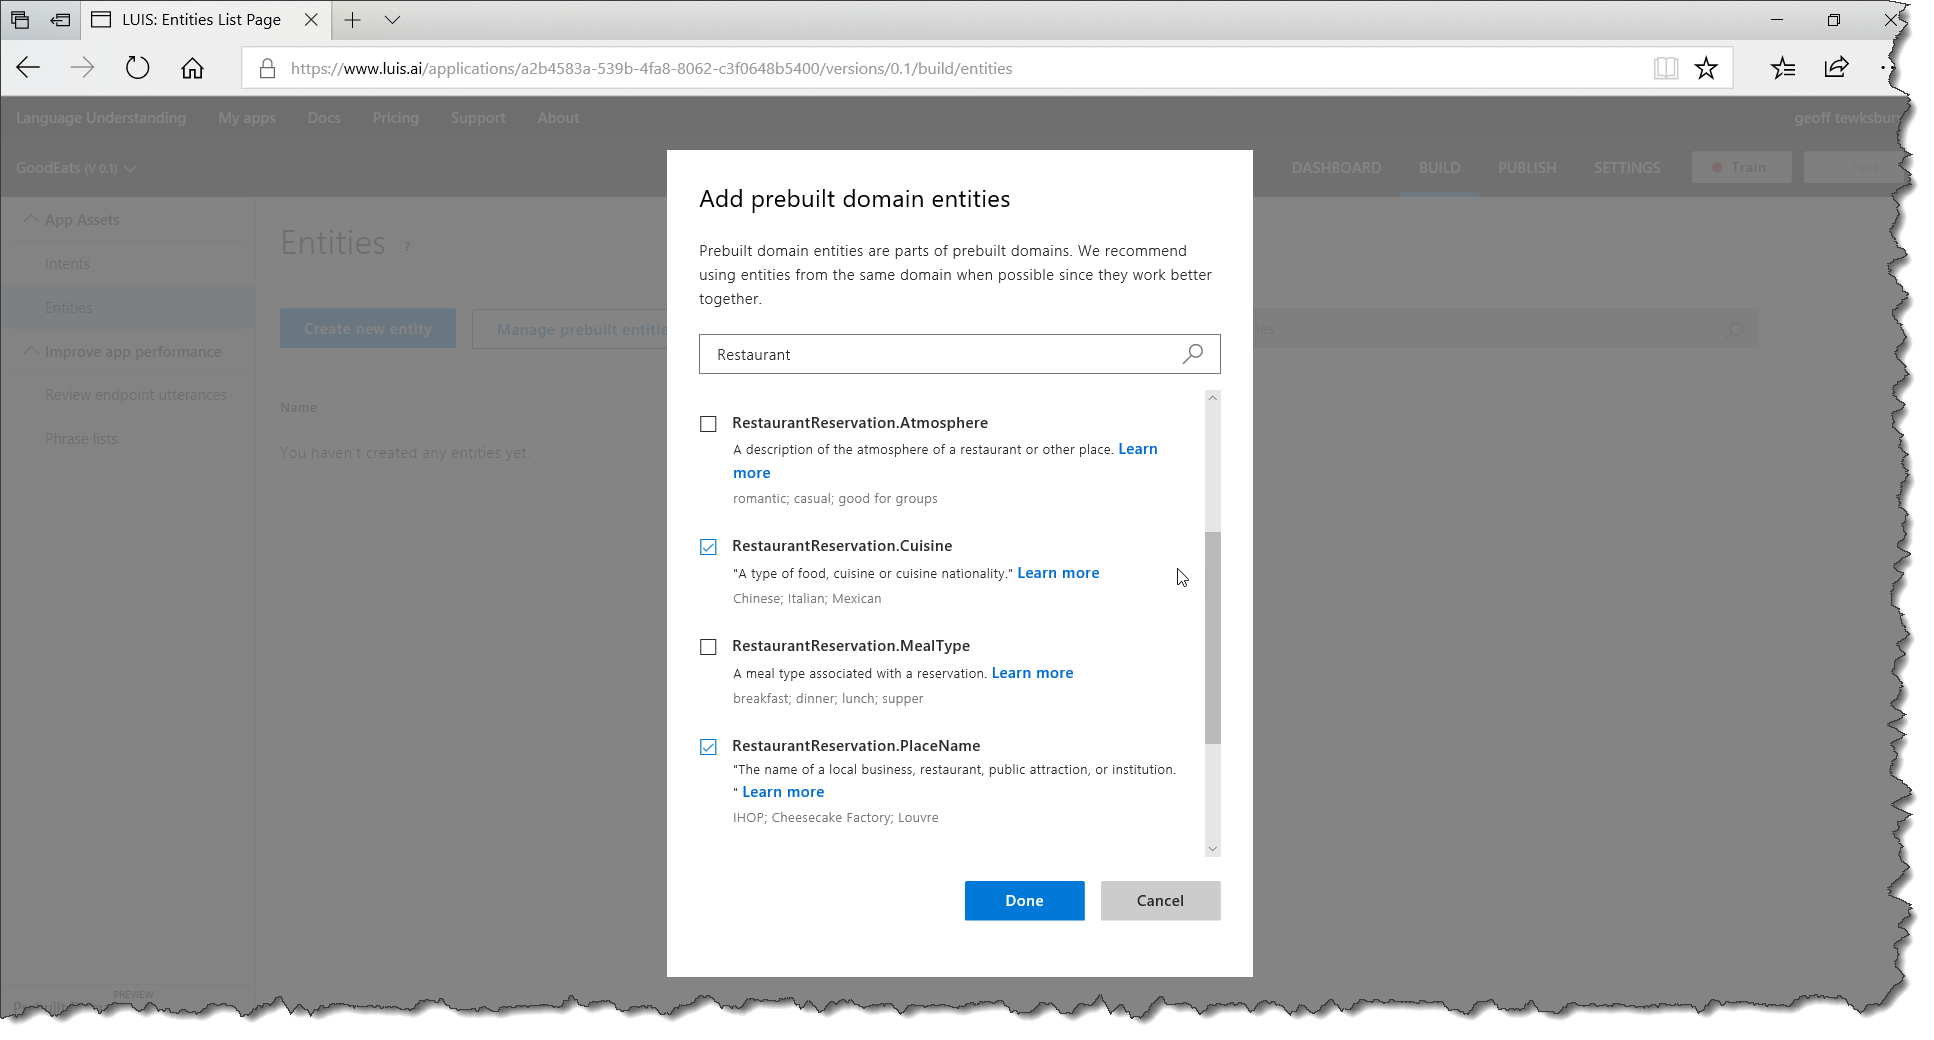 LUIS: Entities List Page
https://www.luis.ai/applications/a2b4583a-539b-4fa8-8062-c3f0648b5400/versions/0.1/build/entities
Language Understanding My apps Docs Pricing Support About geoff tewksbur
GoodEats (V 0.1) DASHBOARD BUILD PUBLISH SETTINGS Train Test
App Assets
Intents
Entities
Improve app performance
Review endpoint utterances
Phrase lists
PREVIEW
Entities ?
Create new entity Manage prebuilt entitie
Name
You haven't created any entities yet.
Add prebuilt domain entities
Prebuilt domain entities are parts of prebuilt domains. We recommend
using entities from the same domain when possible since they work better
together.
Restaurant
RestaurantReservation.Atmosphere
A description of the atmosphere of a restaurant or other place. Learn
more
romantic; casual; good for groups
RestaurantReservation.Cuisine
"A type of food, cuisine or cuisine nationality." Learn more
Chinese; Italian; Mexican
RestaurantReservation.MealType
A meal type associated with a reservation. Learn more
breakfast; dinner; lunch; supper
RestaurantReservation.PlaceName
"The name of a local business, restaurant, public attraction, or institution.
" Learn more
IHOP; Cheesecake Factory; Louvre
Done Cancel